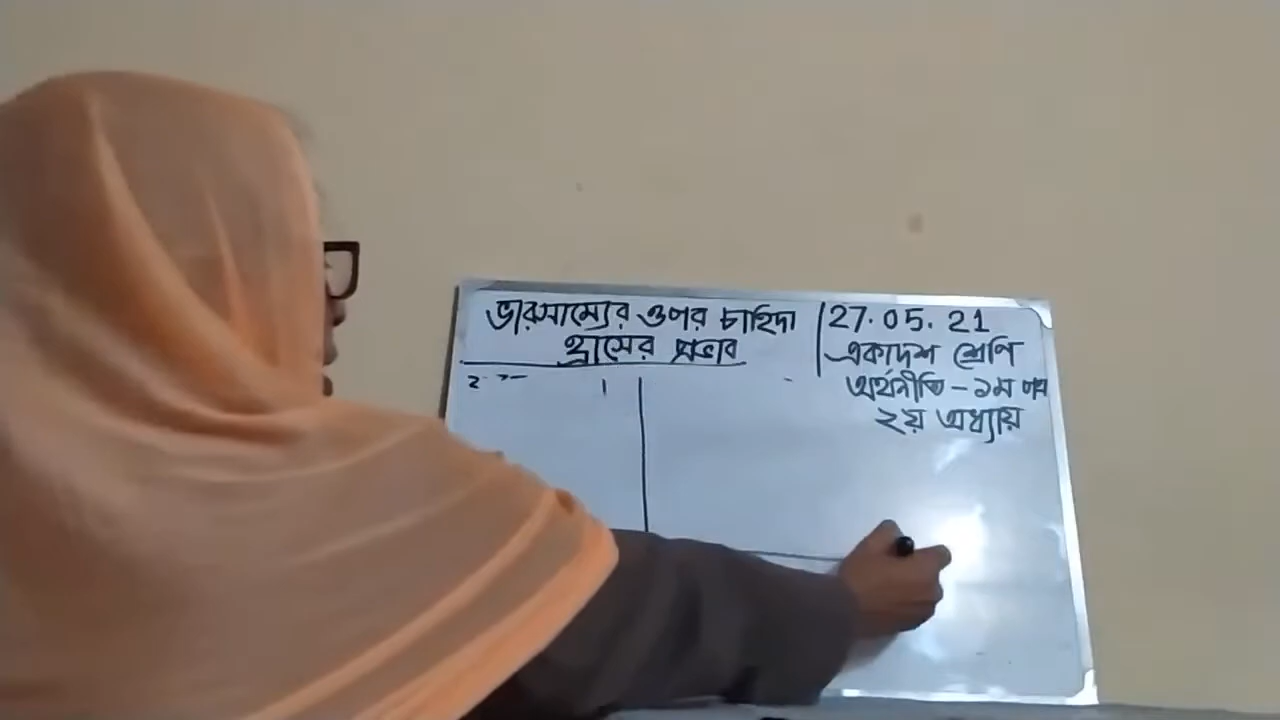 ভারসাম্যের ওপর চাহিদা
হ্রাসের প্রভাব
27.05.21
একাদশ শ্রেণি
অর্থনীতি - ১ম পত্র
২য় অধ্যায়